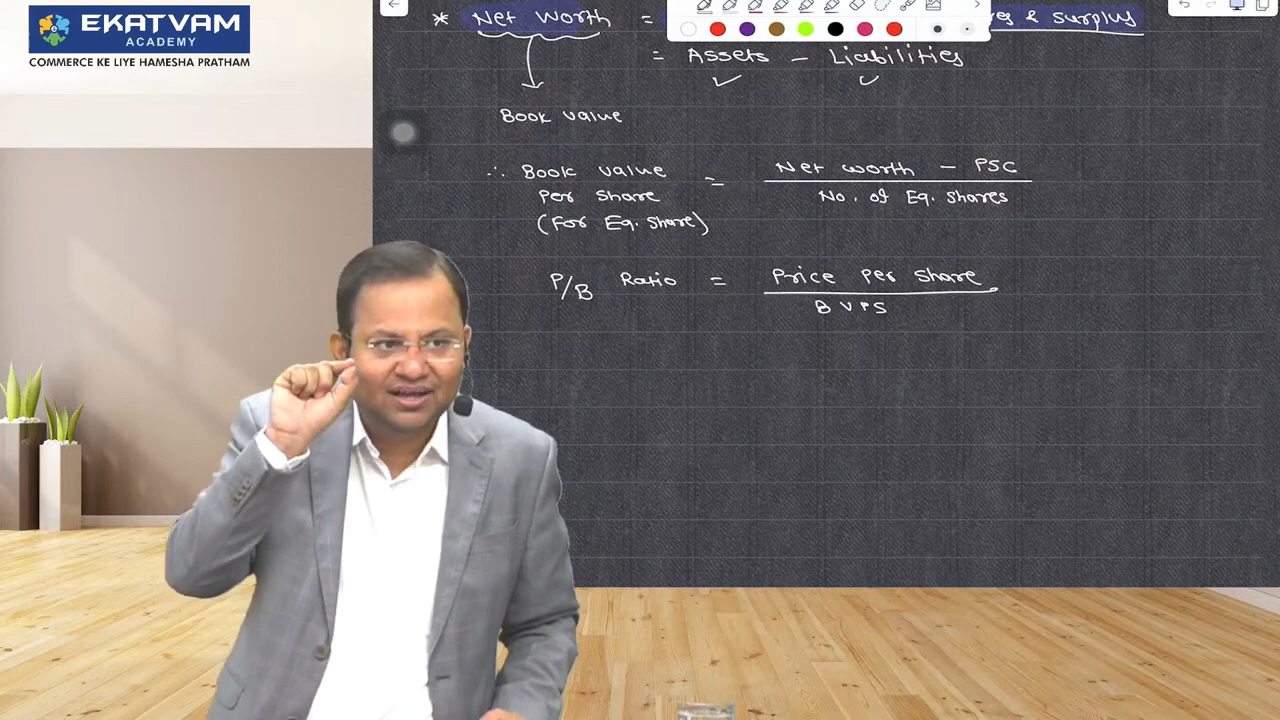 EKATVAM
ACADEMY
COMMERCE KE LIYE HAMESHA PRATHAM
* Net Worth = & surplus
= Assets - Liabilities
Book value
∴ Book value Per Share (For Eq. Share) = Net worth - PSC / No. of Eq. Shares
P/B Ratio = Price Per Share / BVPS